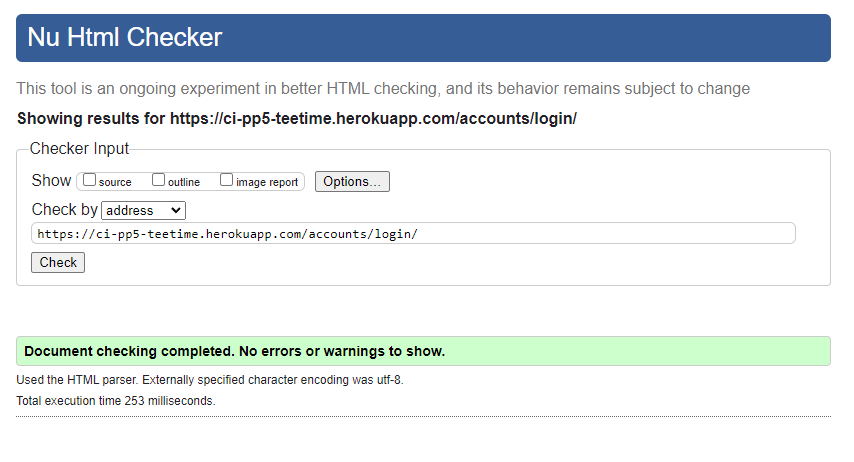 Nu Html Checker
This tool is an ongoing experiment in better HTML checking, and its behavior remains subject to change
Showing results for https://ci-pp5-teetime.herokuapp.com/accounts/login/
Checker Input
Show source outline image report Options...
Check by address
https://ci-pp5-teetime.herokuapp.com/accounts/login/
Check
Document checking completed. No errors or warnings to show.
Used the HTML parser. Externally specified character encoding was utf-8.
Total execution time 253 milliseconds.